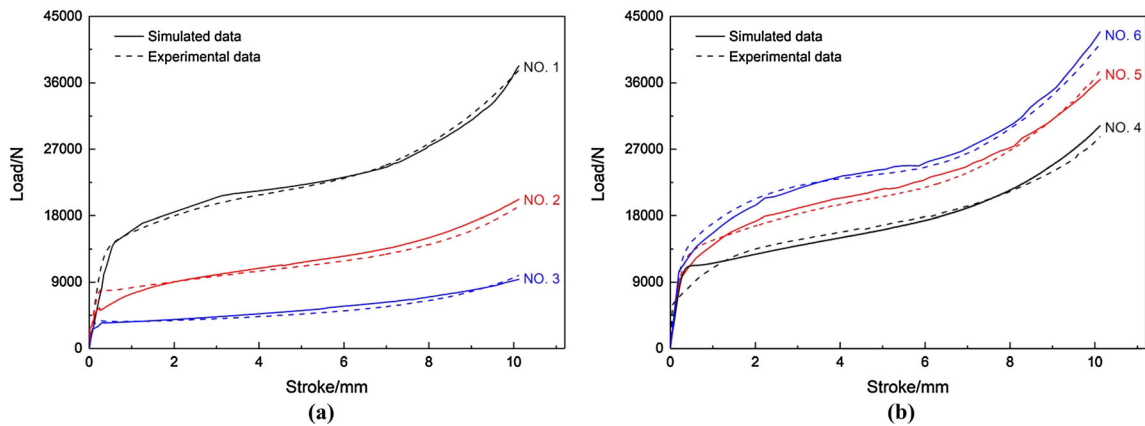 45000
36000
27000
18000
9000
0
Load/N
Simulated data
Experimental data
NO. 1
NO. 2
NO. 3
0 2 4 6 8 10
Stroke/mm
(a)
45000
36000
27000
18000
9000
0
Load/N
Simulated data
Experimental data
NO. 6
NO. 5
NO. 4
0 2 4 6 8 10
Stroke/mm
(b)